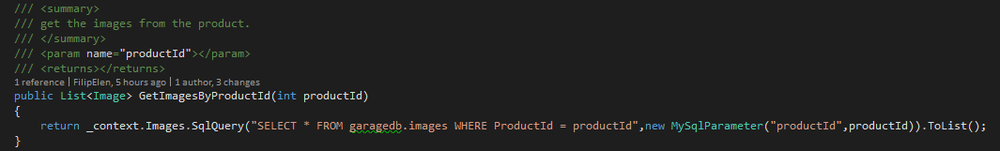 /// <summary>
/// get the images from the product.
/// </summary>
/// <param name="productId"></param>
/// <returns></returns>
1 reference | FilipElen, 5 hours ago | 1 author, 3 changes
public List<Image> GetImagesByProductId(int productId)
{
return _context.Images.SqlQuery("SELECT * FROM garagedb.images WHERE ProductId = productId",new MySqlParameter("productId",productId)).ToList();
}